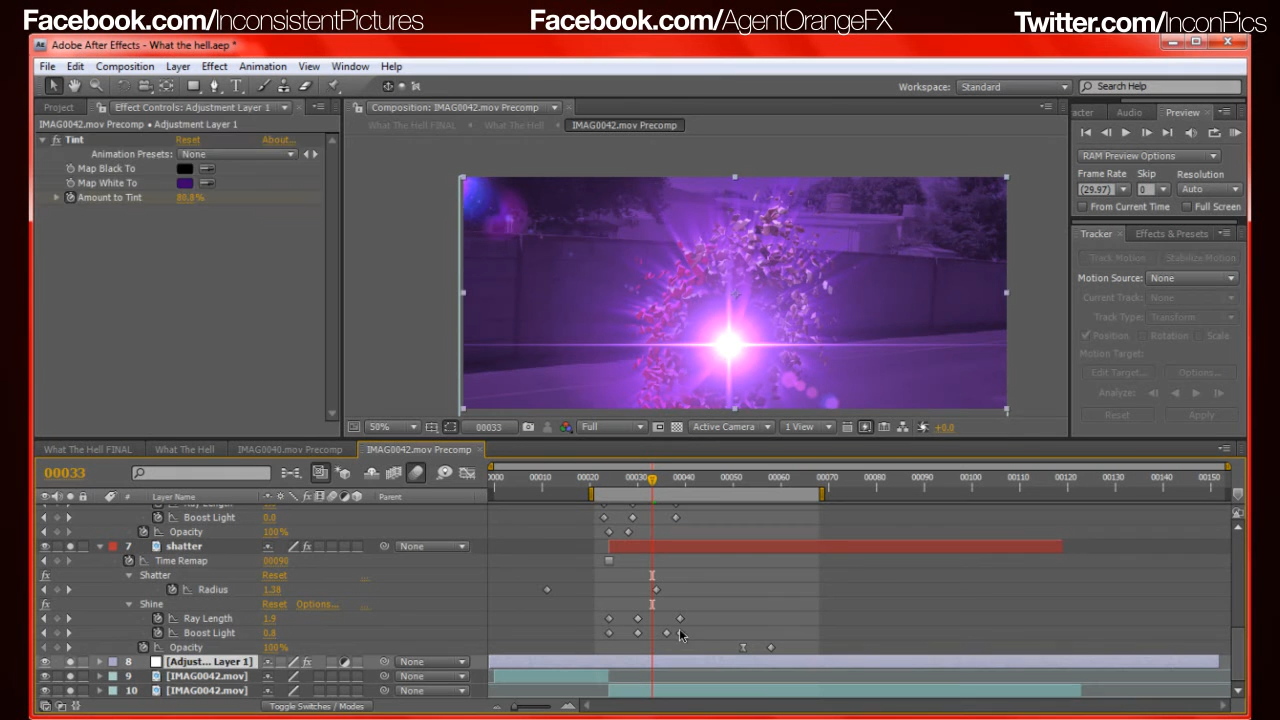 Facebook.com/InconsistentPictures Facebook.com/AgentOrangeFX Twitter.com/InconPics
Adobe After Effects - What the hell.aep *
File Edit Composition Layer Effect Animation View Window Help
Workspace: Standard Search Help
Project Effect Controls: Adjustment Layer 1
IMAG0042.mov Precomp • Adjustment Layer 1
Tint Reset About...
Animation Presets: None
Map Black To
Map White To
Amount to Tint 80.8%
Composition: IMAG0042.mov Precomp
What The Hell FINAL What The Hell IMAG0042.mov Precomp
50% 00033 Full Active Camera 1 View +0.0
acter Audio Preview
RAM Preview Options
Frame Rate Skip Resolution
(29.97) 1 Auto
From Current Time Full Screen
Tracker Effects & Presets
Track Motion Stabilize Motion
Motion Source: None
Current Track: None
Track Type: Transform
Position Rotation Scale
Motion Target:
Edit Target... Options...
Analyze:
Reset Apply
What The Hell FINAL What The Hell IMAG0040.mov Precomp IMAG0042.mov Precomp
00033
# Layer Name Parent
0000 00010 00020 00030 00040 00050 00060 00070 00080 00090 00100 00110 00120 00130 00140 00150
Boost Light 0.0
Opacity 100%
7 shatter None
Time Remap 00090
Shatter Reset ...
Radius 1.38
Shine Reset Options... ...
Ray Length 1.9
Boost Light 0.8
Opacity 100%
8 [Adjust... Layer 1] None
9 [IMAG0042.mov] None
10 [IMAG0042.mov] None
Toggle Switches / Modes